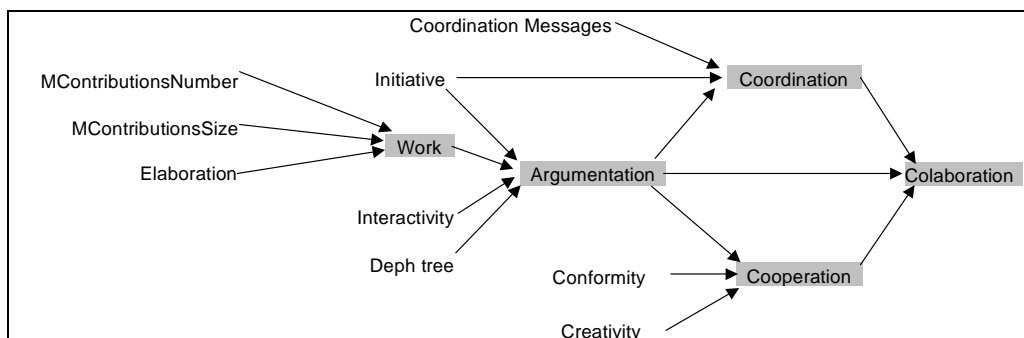 Coordination Messages
MContributionsNumber
Initiative
Coordination
MContributionsSize
Work
Elaboration
Argumentation
Colaboration
Interactivity
Deph tree
Conformity
Cooperation
Creativity